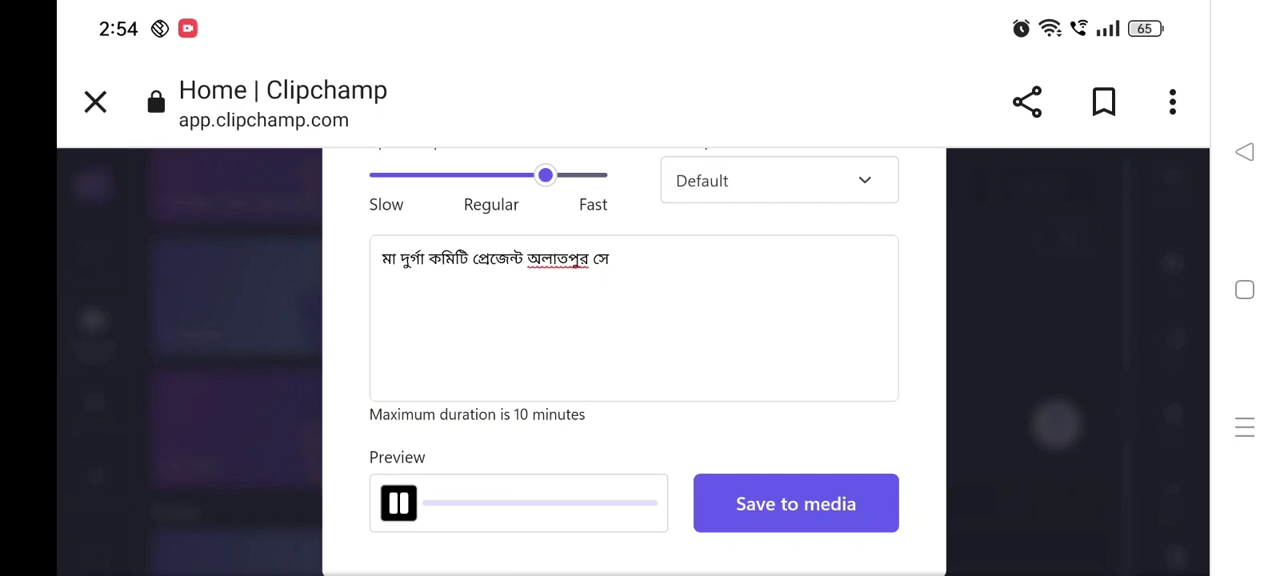 2:54
65
Home | Clipchamp
app.clipchamp.com
Default
Slow Regular Fast
মা দুর্গা কমিটি প্রেজেন্ট অলাতপুর সে
Maximum duration is 10 minutes
Preview
Save to media